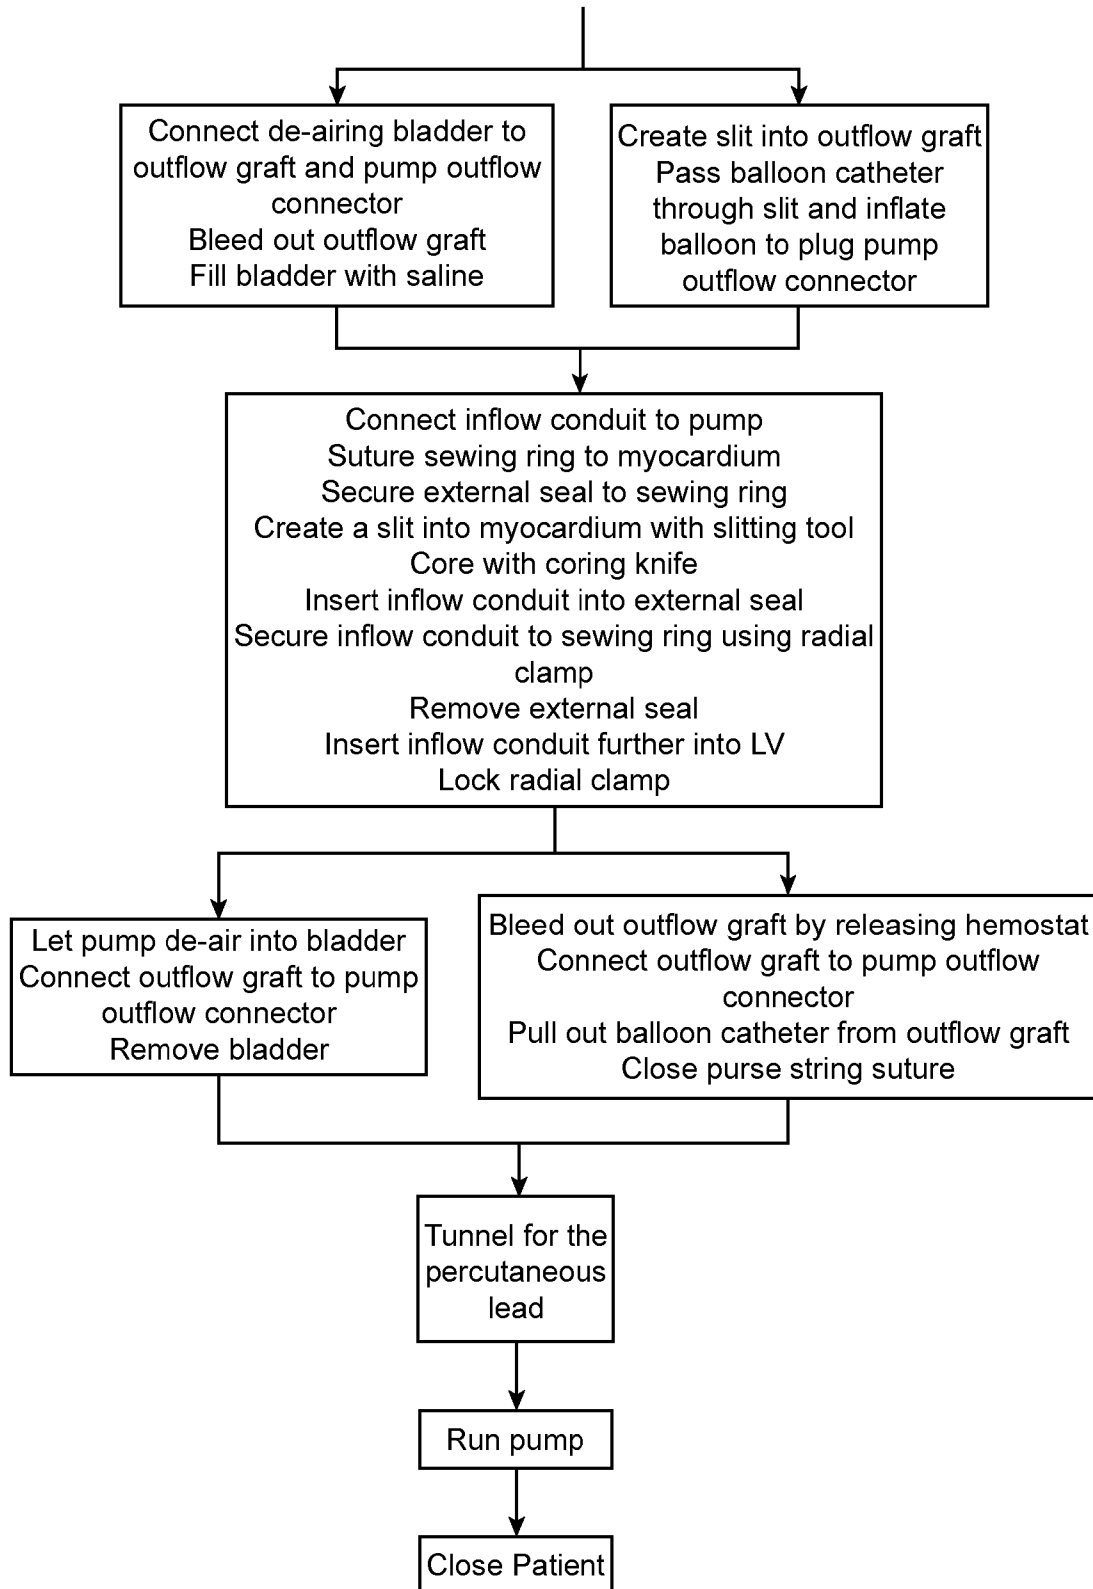 Connect de-airing bladder to
outflow graft and pump outflow
connector
Bleed out outflow graft
Fill bladder with saline
Create slit into outflow graft
Pass balloon catheter
through slit and inflate
balloon to plug pump
outflow connector
Connect inflow conduit to pump
Suture sewing ring to myocardium
Secure external seal to sewing ring
Create a slit into myocardium with slitting tool
Core with coring knife
Insert inflow conduit into external seal
Secure inflow conduit to sewing ring using radial
clamp
Remove external seal
Insert inflow conduit further into LV
Lock radial clamp
Let pump de-air into bladder
Connect outflow graft to pump
outflow connector
Remove bladder
Bleed out outflow graft by releasing hemostat
Connect outflow graft to pump outflow
connector
Pull out balloon catheter from outflow graft
Close purse string suture
Tunnel for the
percutaneous
lead
Run pump
Close Patient